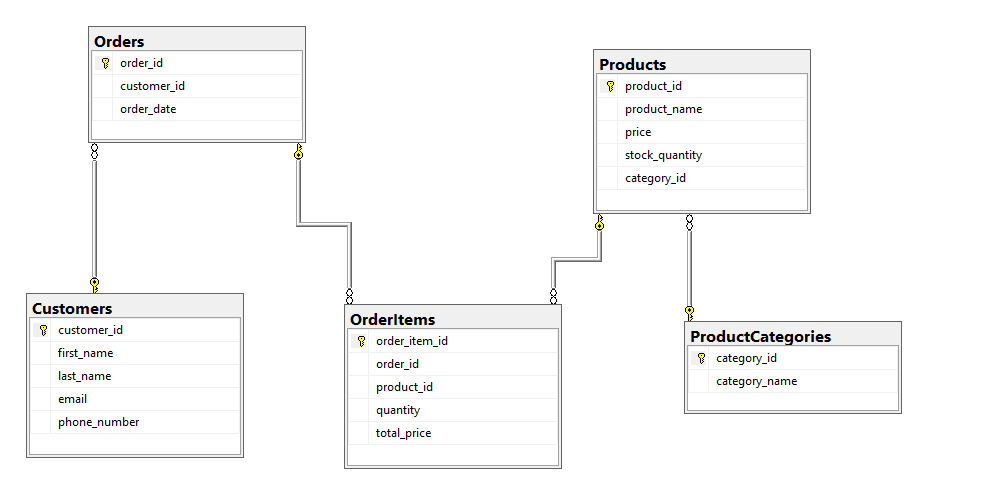 Orders
order_id
customer_id
order_date
Products
product_id
product_name
price
stock_quantity
category_id
Customers
customer_id
first_name
last_name
email
phone_number
OrderItems
order_item_id
order_id
product_id
quantity
total_price
ProductCategories
category_id
category_name